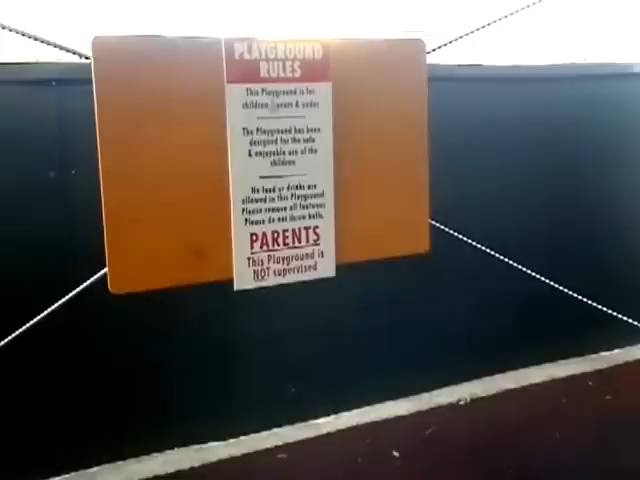 PLAYGROUND
RULES
This Playground is for
children years & under
The Playground has been
designed for the safe
& enjoyable use of the
children
No food or drinks are
allowed in this Playground
Please remove all footwear
Please do not throw balls.
PARENTS
This Playground is
NOT supervised